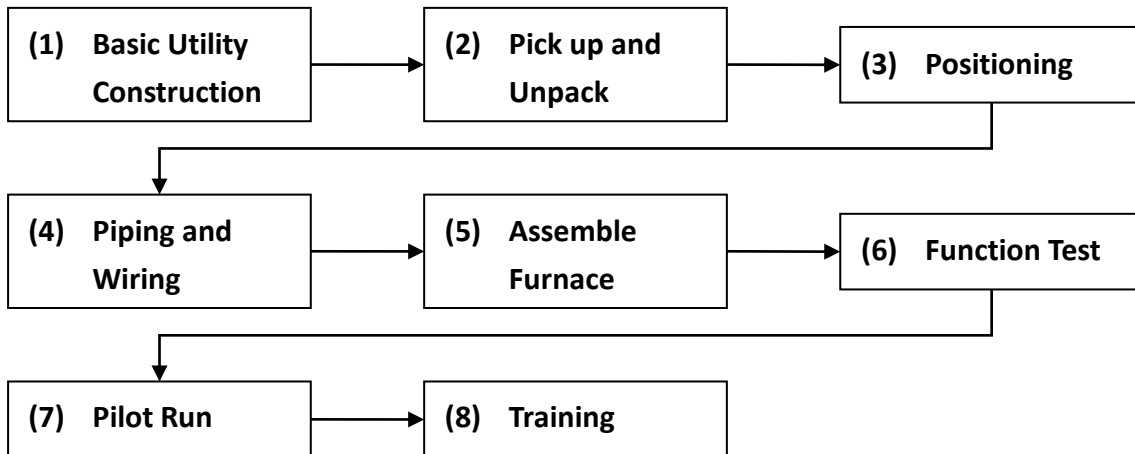 (1) Basic Utility
Construction
(2) Pick up and
Unpack
(3) Positioning
(4) Piping and
Wiring
(5) Assemble
Furnace
(6) Function Test
(7) Pilot Run
(8) Training